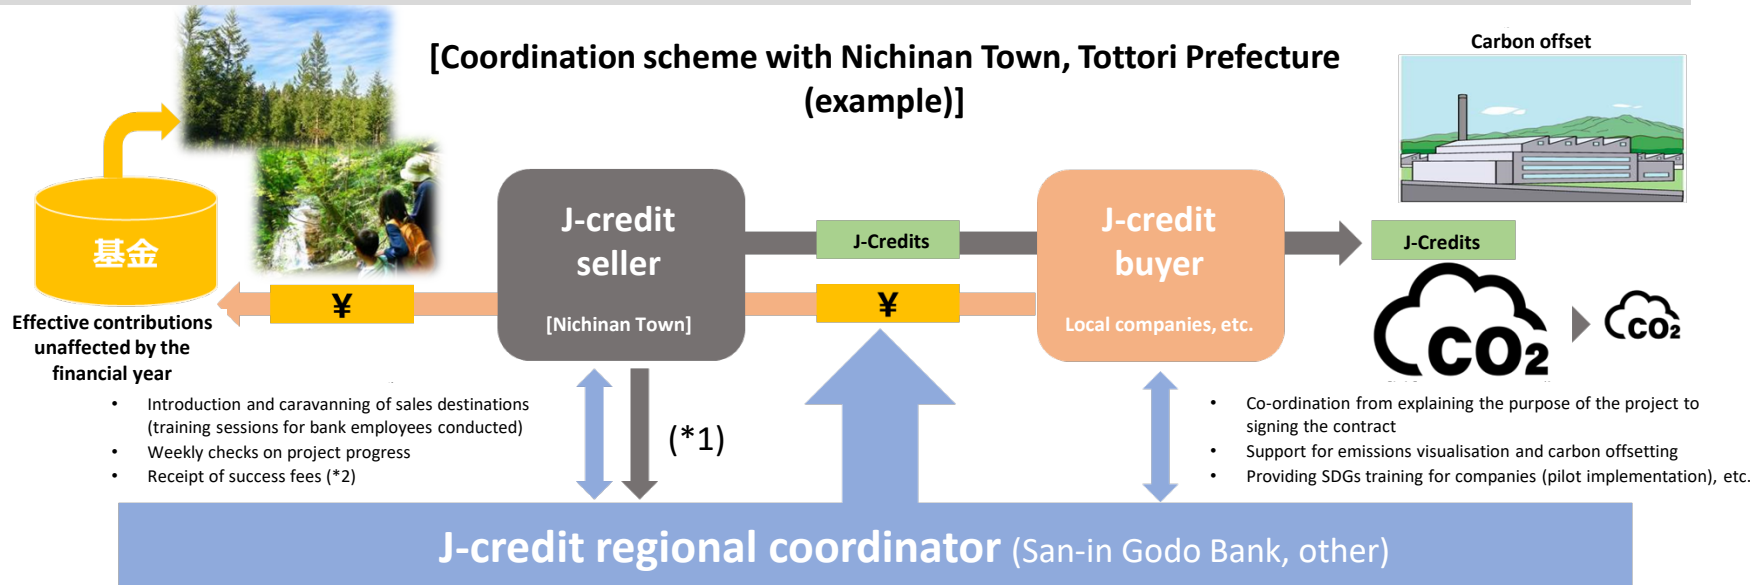 [Coordination scheme with Nichinan Town, Tottori Prefecture
(example)]
Carbon offset
基金
Effective contributions
unaffected by the
financial year
¥
J-credit
seller
[Nichinan Town]
J-Credits
¥
J-credit
buyer
Local companies, etc.
J-Credits
CO2
CO2
• Introduction and caravanning of sales destinations
(training sessions for bank employees conducted)
• Weekly checks on project progress
• Receipt of success fees (*2)
(*1)
• Co-ordination from explaining the purpose of the project to
signing the contract
• Support for emissions visualisation and carbon offsetting
• Providing SDGs training for companies (pilot implementation), etc.
J-credit regional coordinator (San-in Godo Bank, other)